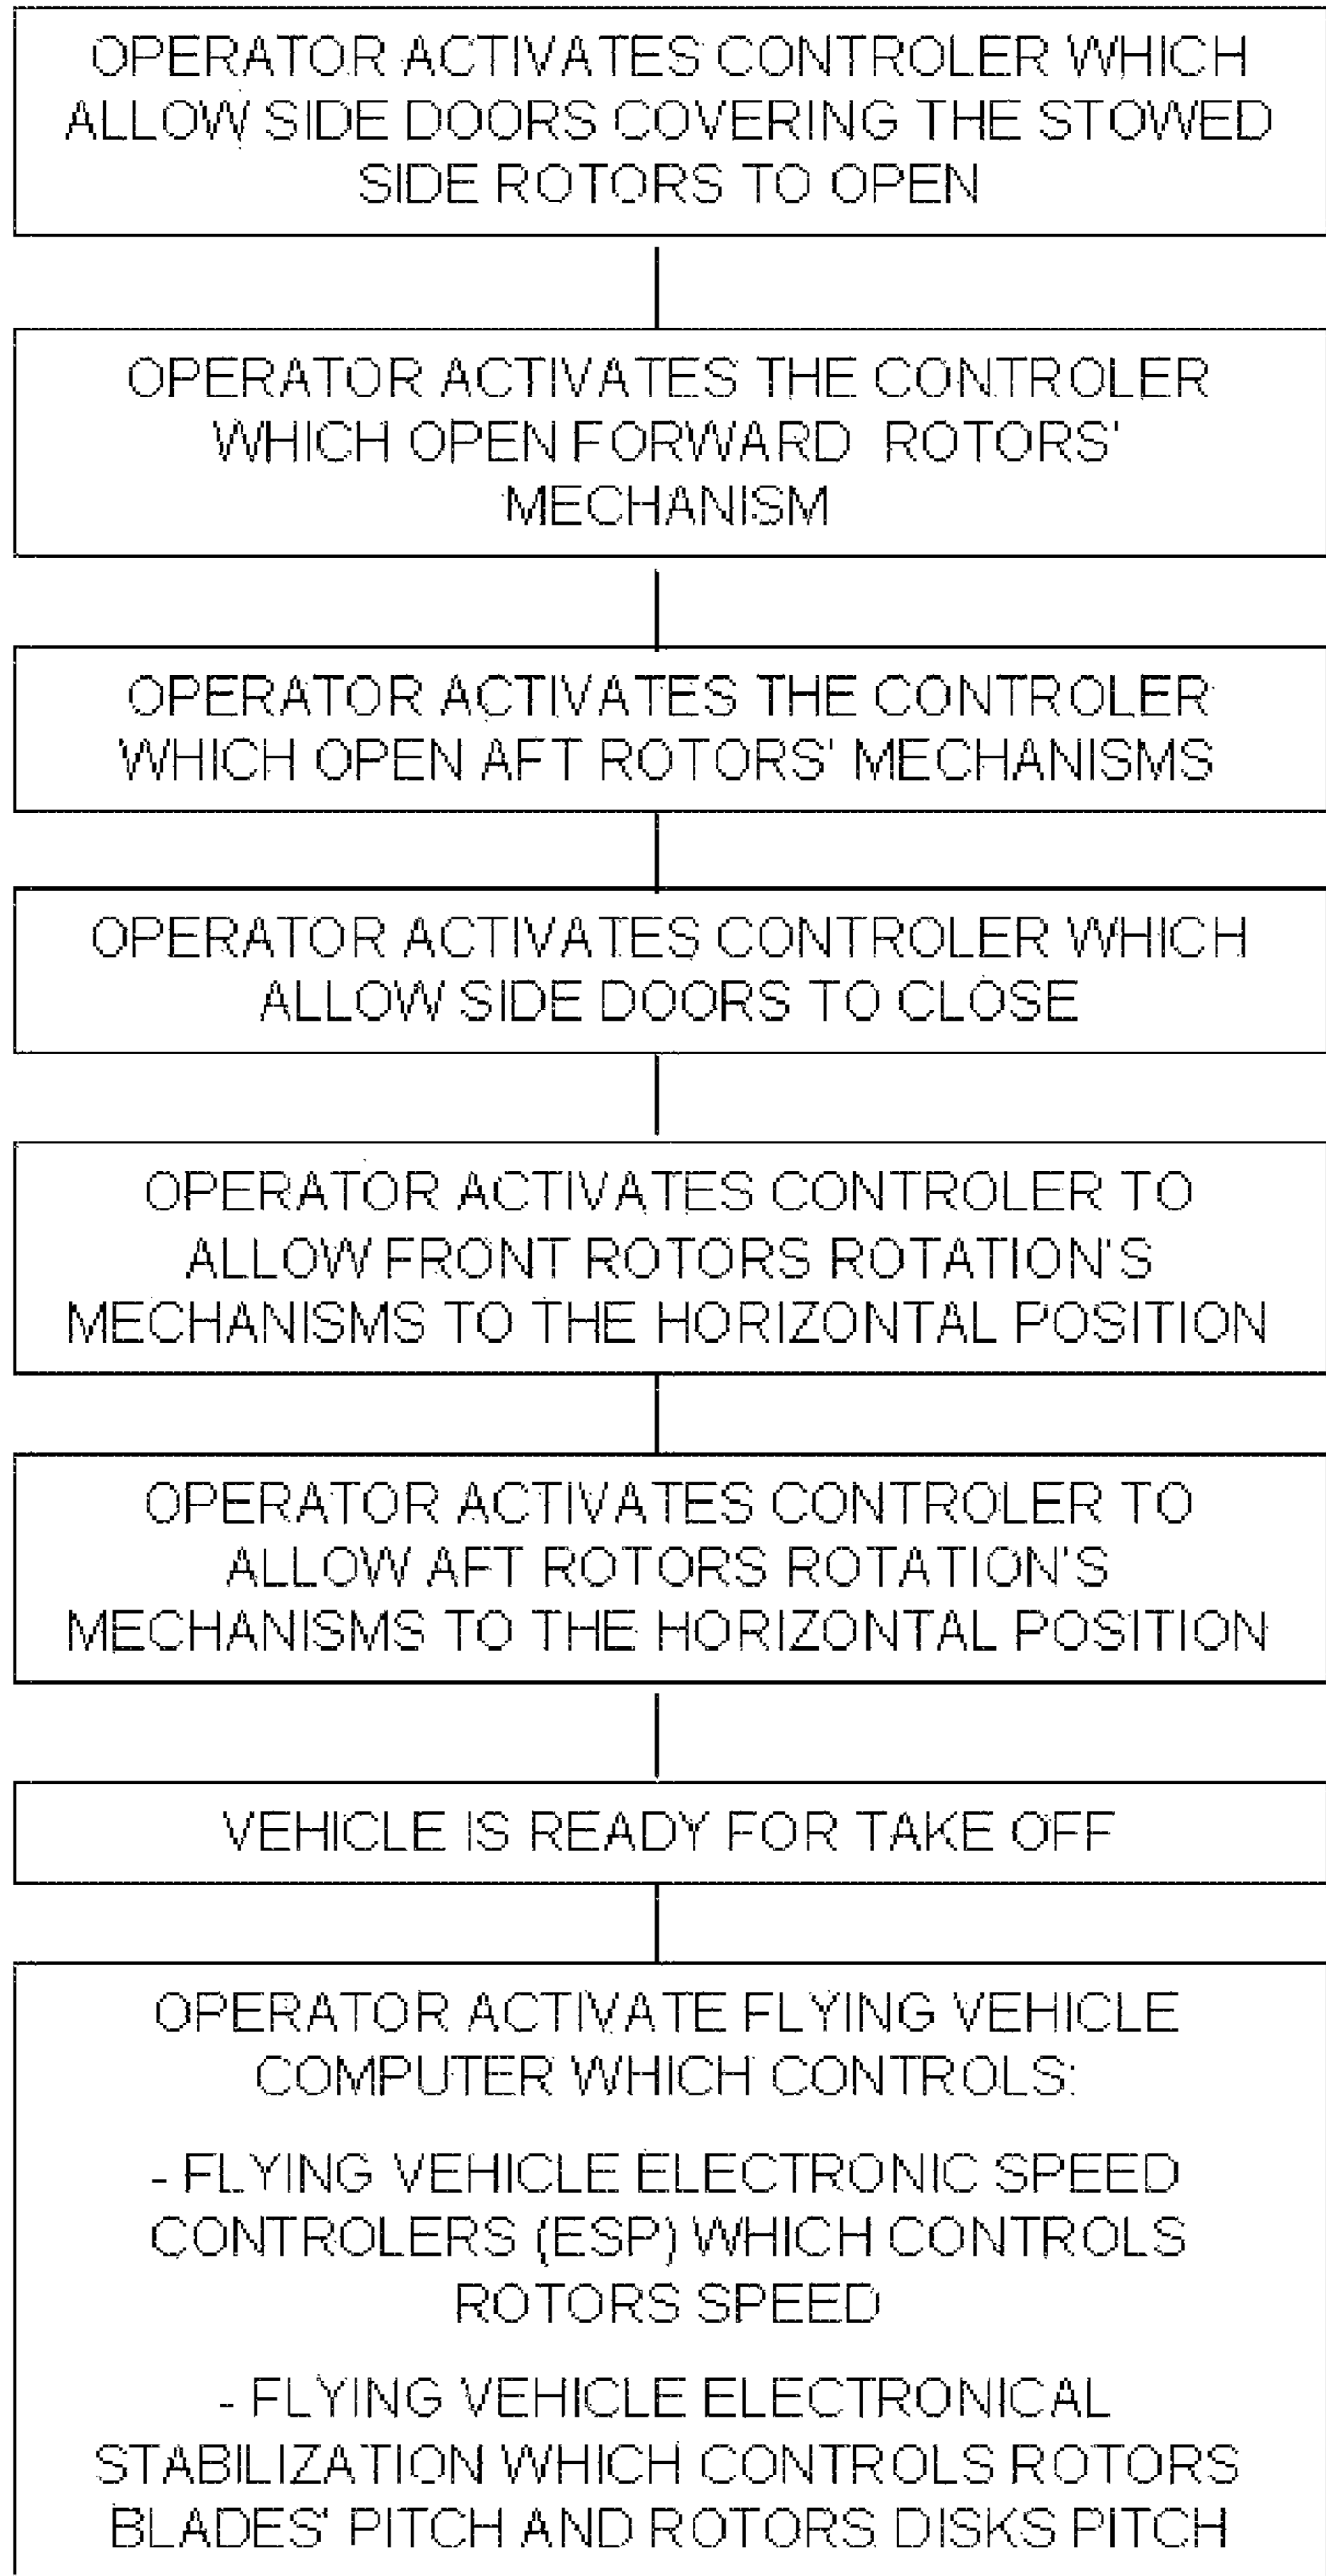 OPERATOR ACTIVATES CONTROLER WHICH
ALLOW SIDE DOORS COVERING THE STOWED
SIDE ROTORS TO OPEN
OPERATOR ACTIVATES THE CONTROLER
WHICH OPEN FORWARD ROTORS'
MECHANISM
OPERATOR ACTIVATES THE CONTROLER
WHICH OPEN AFT ROTORS' MECHANISMS
OPERATOR ACTIVATES CONTROLER WHICH
ALLOW SIDE DOORS TO CLOSE
OPERATOR ACTIVATES CONTROLER TO
ALLOW FRONT ROTORS ROTATION'S
MECHANISMS TO THE HORIZONTAL POSITION
OPERATOR ACTIVATES CONTROLER TO
ALLOW AFT ROTORS ROTATION'S
MECHANISMS TO THE HORIZONTAL POSITION
VEHICLE IS READY FOR TAKE OFF
OPERATOR ACTIVATE FLYING VEHICLE
COMPUTER WHICH CONTROLS:
- FLYING VEHICLE ELECTRONIC SPEED
CONTROLERS (ESP) WHICH CONTROLS
ROTORS SPEED
- FLYING VEHICLE ELECTRONICAL
STABILIZATION WHICH CONTROLS ROTORS
BLADES' PITCH AND ROTORS DISKS PITCH